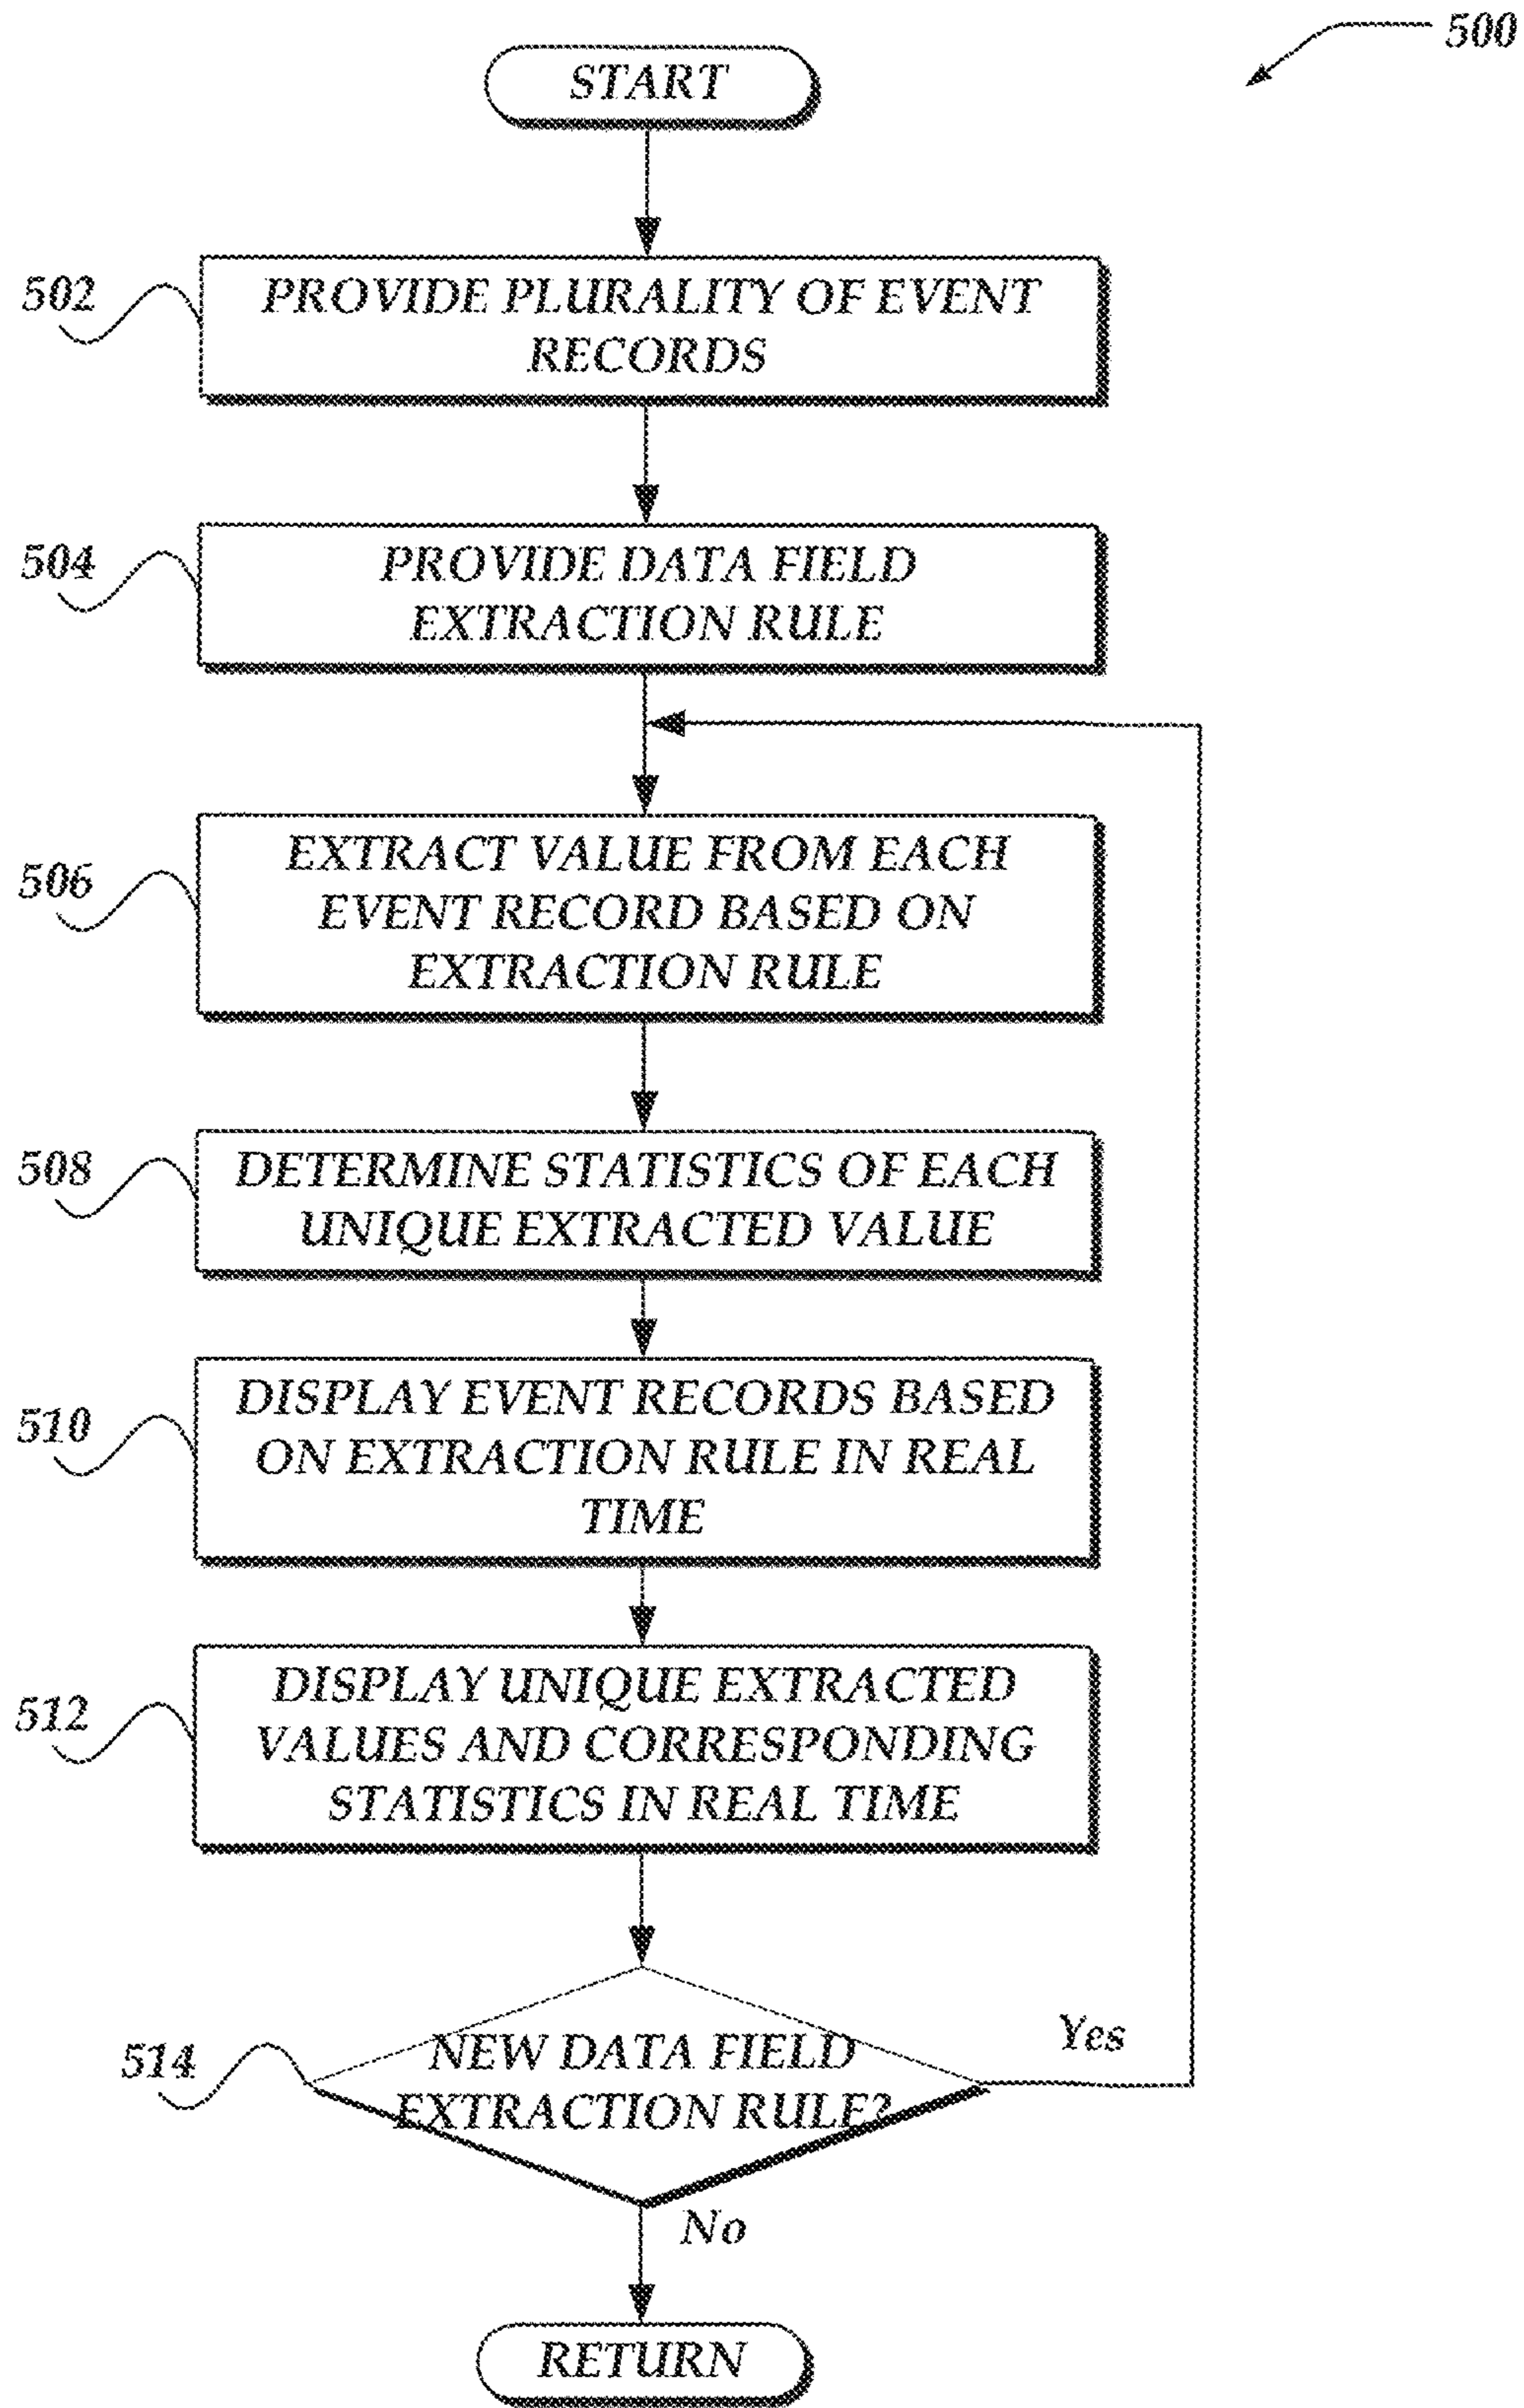 500
START
502
PROVIDE PLURALITY OF EVENT
RECORDS
504
PROVIDE DATA FIELD
EXTRACTION RULE
506
EXTRACT VALUE FROM EACH
EVENT RECORD BASED ON
EXTRACTION RULE
508
DETERMINE STATISTICS OF EACH
UNIQUE EXTRACTED VALUE
510
DISPLAY EVENT RECORDS BASED
ON EXTRACTION RULE IN REAL
TIME
512
DISPLAY UNIQUE EXTRACTED
VALUES AND CORRESPONDING
STATISTICS IN REAL TIME
514
NEW DATA FIELD
EXTRACTION RULE?
Yes
No
RETURN